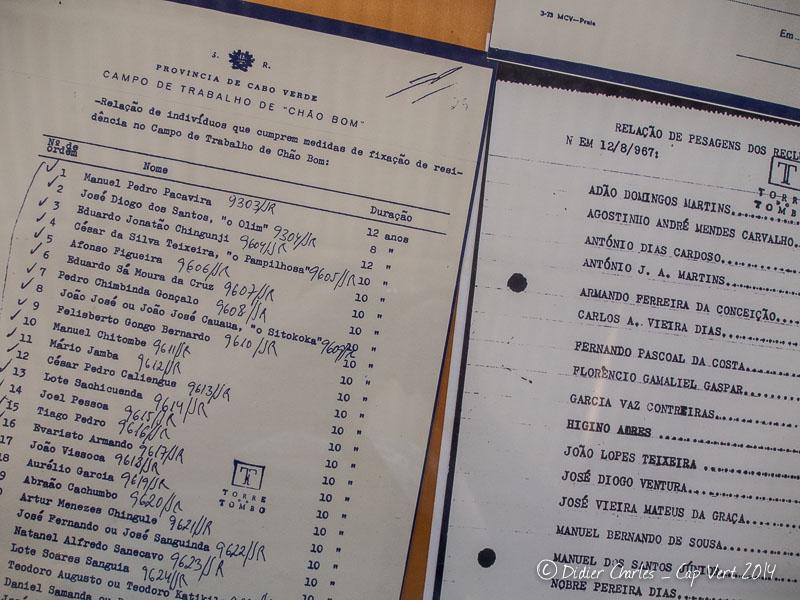 S. R.
PROVINCIA DE CABO VERDE
CAMPO DE TRABALHO DE "CHÃO BOM"
-Relação de indivíduos que cumprem medidas de fixação de resi-
dência no Campo de Trabalho de Chão Bom:
Nº de ordem Nome Duração
1 Manuel Pedro Pacavira 9303/SR 12 anos
2 José Diogo dos Santos, "o Olim" 9304/SR 8 "
3 Eduardo Jonatão Chingunji 9604/SR 12 "
4 César da Silva Teixeira, "o Pampilhosa" 9605/SR 10 "
5 Afonso Figueira 9606/SR 10 "
6 Eduardo Sá Moura da Cruz 9607/SR 10 "
7 Pedro Chimbinda Gonçalo 9608/SR 10 "
8 João José ou João José Cauaua, "o Sitokoka" 9609/SR 10 "
9 Felisberto Gongo Bernardo 9610/SR 10 "
10 Manuel Chitombe 9611/SR 10 "
11 Mário Jamba 9612/SR 10 "
12 César Pedro Caliengue 9613/SR 10 "
13 Lote Sachicuenda 9614/SR 10 "
14 Joel Pessoa 9615/SR 10 "
15 Tiago Pedro 9616/SR 10 "
16 Evaristo Armando 9617/SR 10 "
17 João Vissoca 9618/SR 10 "
18 Aurélio Garcia 9619/SR 10 "
9 Abraão Cachumbo 9620/SR 10 "
Artur Menezes Chingule 9621/SR 10 "
José Fernando ou José Sanguinda 9622/SR 10 "
Natanel Alfredo Sanecavo 9623/SR 10 "
Lote Soares Sanguia 9624/SR
Teodoro Augusto ou Teodoro
Daniel Samanda ou
T
TORRE
DO
TOMBO
3-73 MCV-Praia
Em
RELAÇÃO DE PESAGENS DOS RECL
N EM 12/8/967:
T
TORRE
TOMBO
ADÃO DOMINGOS MARTINS
AGOSTINHO ANDRÉ MENDES CARVALHO
ANTÓNIO DIAS CARDOSO
ANTÓNIO J. A. MARTINS
ARMANDO FERREIRA DA CONCEIÇÃO
CARLOS A. VIEIRA DIAS
FERNANDO PASCOAL DA COSTA
FLORENCIO GAMALIEL GASPAR
GARCIA VAZ CONTREIRAS
HIGINO AIRES
JOÃO LOPES TEIXEIRA
JOSÉ DIOGO VENTURA
JOSÉ VIEIRA MATEUS DA GRAÇA
MANUEL BERNANDO DE SOUSA
MANUEL DOS SANTOS JÚNIOR
NOBRE PEREIRA DIAS
© Didier Charles _ Cap Vert 2014